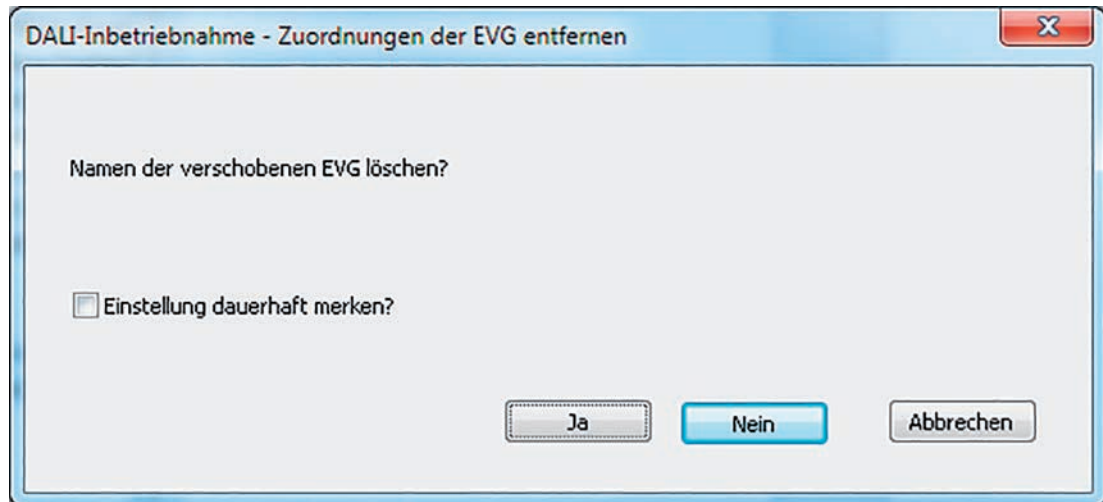 DALI-Inbetriebnahme - Zuordnungen der EVG entfernen
Namen der verschobenen EVG löschen?
Einstellung dauerhaft merken?
Ja Nein Abbrechen